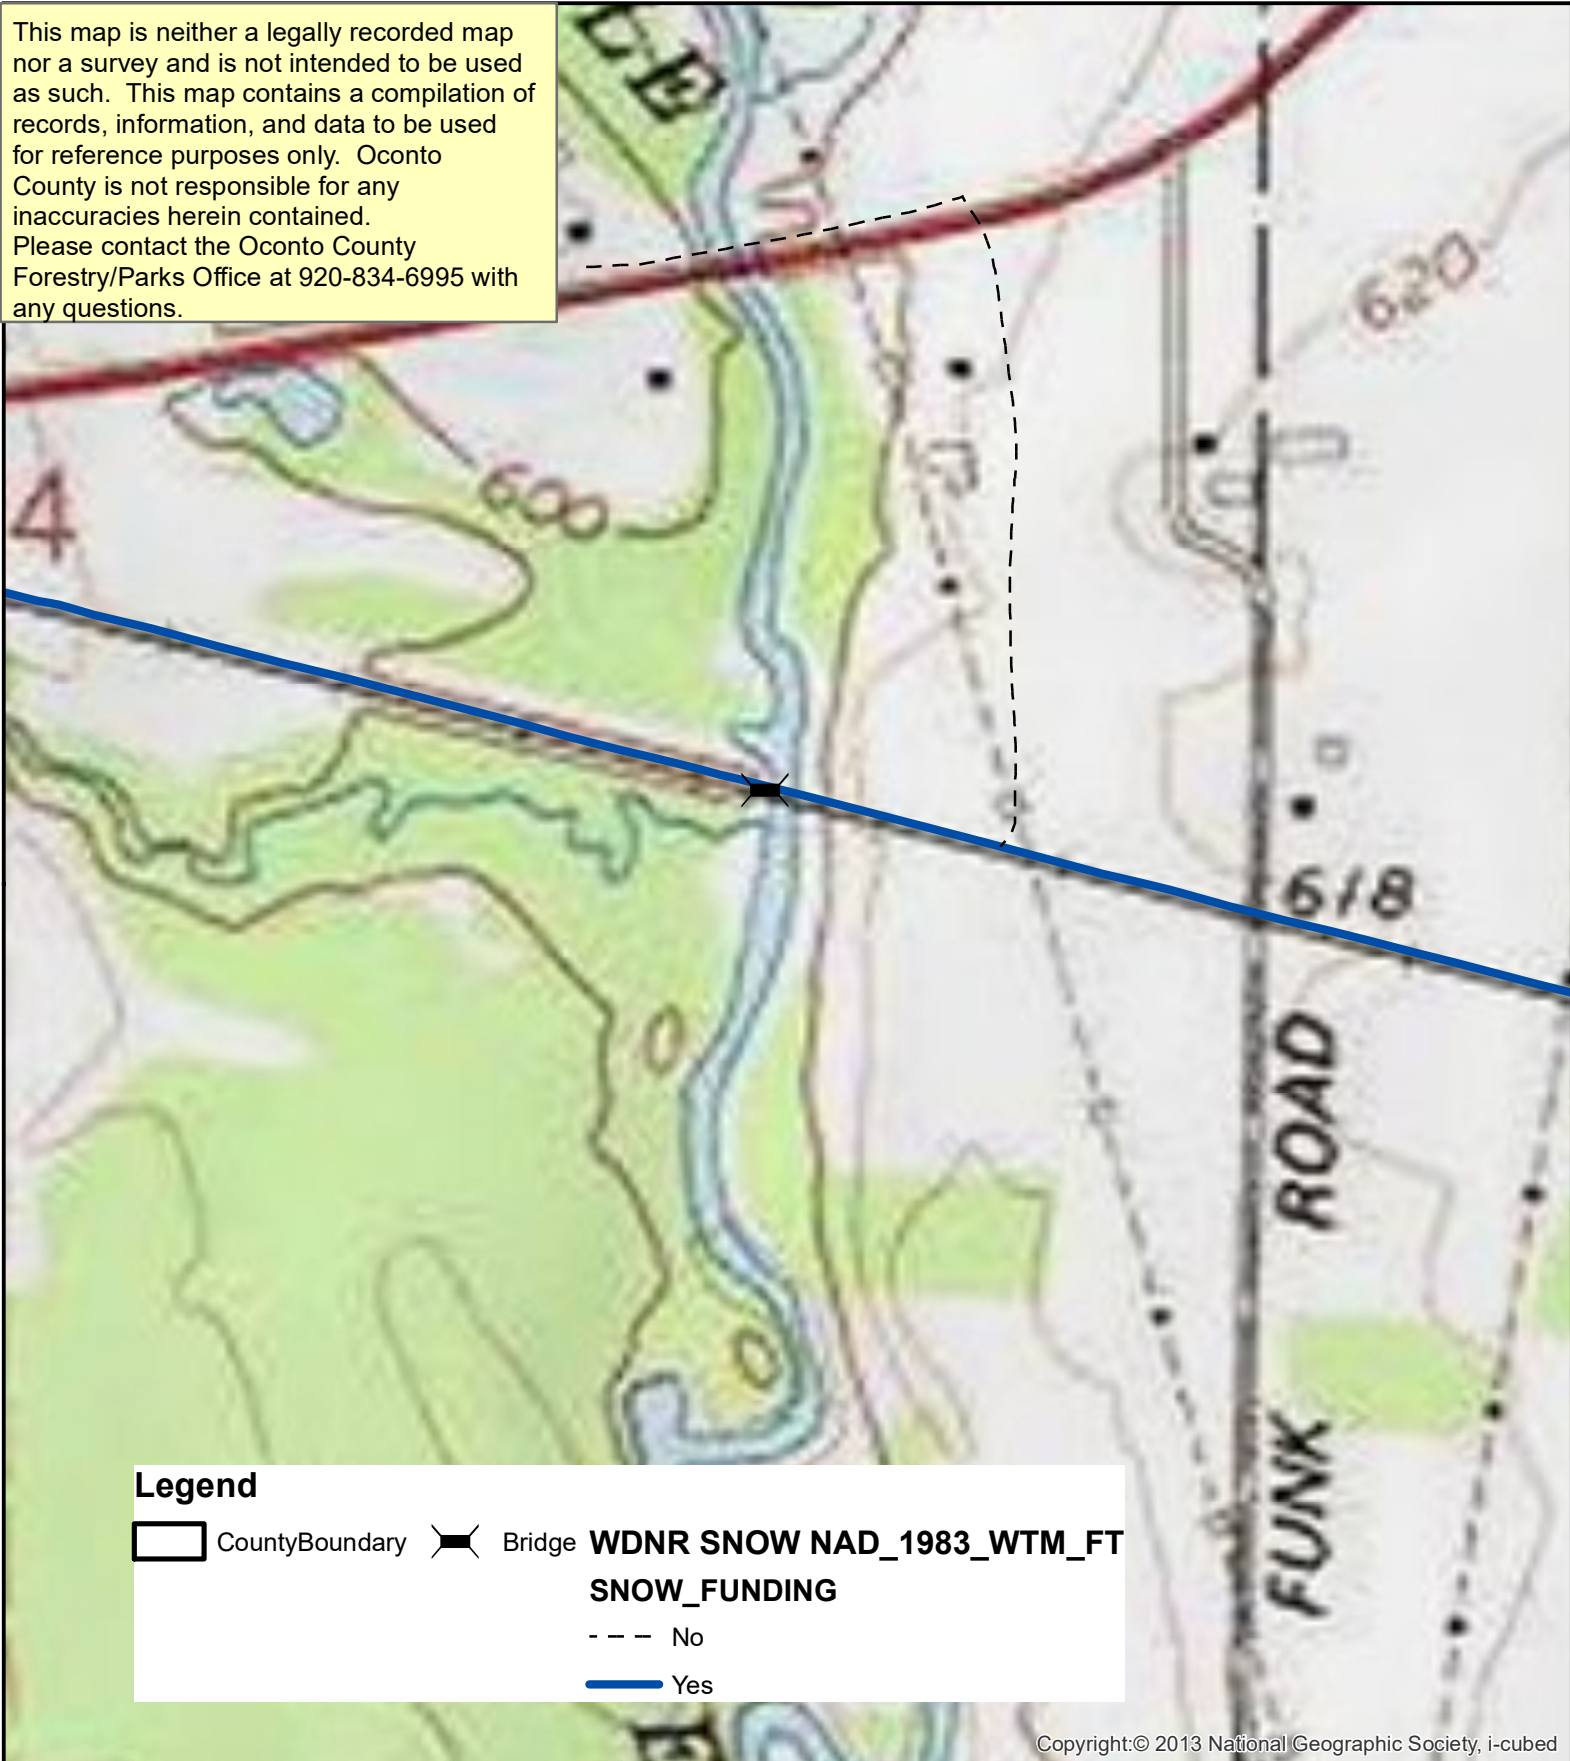 This map is neither a legally recorded map
nor a survey and is not intended to be used
as such.  This map contains a compilation of
records, information, and data to be used
for reference purposes only.  Oconto
County is not responsible for any
inaccuracies herein contained.
Please contact the Oconto County
Forestry/Parks Office at 920-834-6995 with
any questions.
LE
620
600
4
618
ROAD
FUNK
Legend
CountyBoundary
Bridge
WDNR SNOW NAD_1983_WTM_FT
SNOW_FUNDING
No
Yes
E
Copyright:© 2013 National Geographic Society, i-cubed